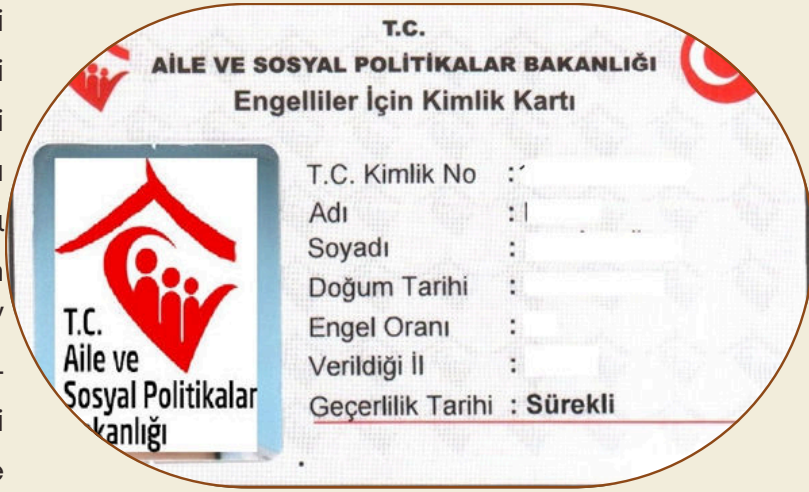 T.C.
AİLE VE SOSYAL POLİTİKALAR BAKANLIĞI
Engelliler İçin Kimlik Kartı
T.C. Kimlik No :
Adı :
Soyadı :
Doğum Tarihi :
Engel Oranı :
Verildiği İl :
Geçerlilik Tarihi : Sürekli
T.C.
Aile ve
Sosyal Politikalar